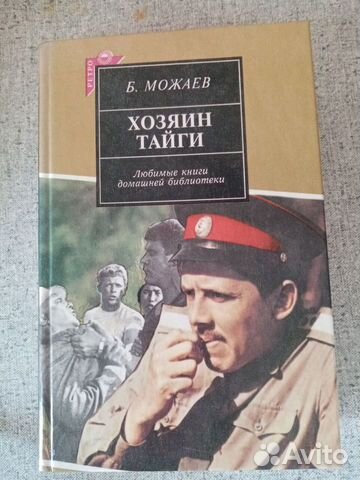 РЕТРО
Б. МОЖАЕВ
ХОЗЯИН
ТАЙГИ
Любимые книги
домашней библиотеки
Avito